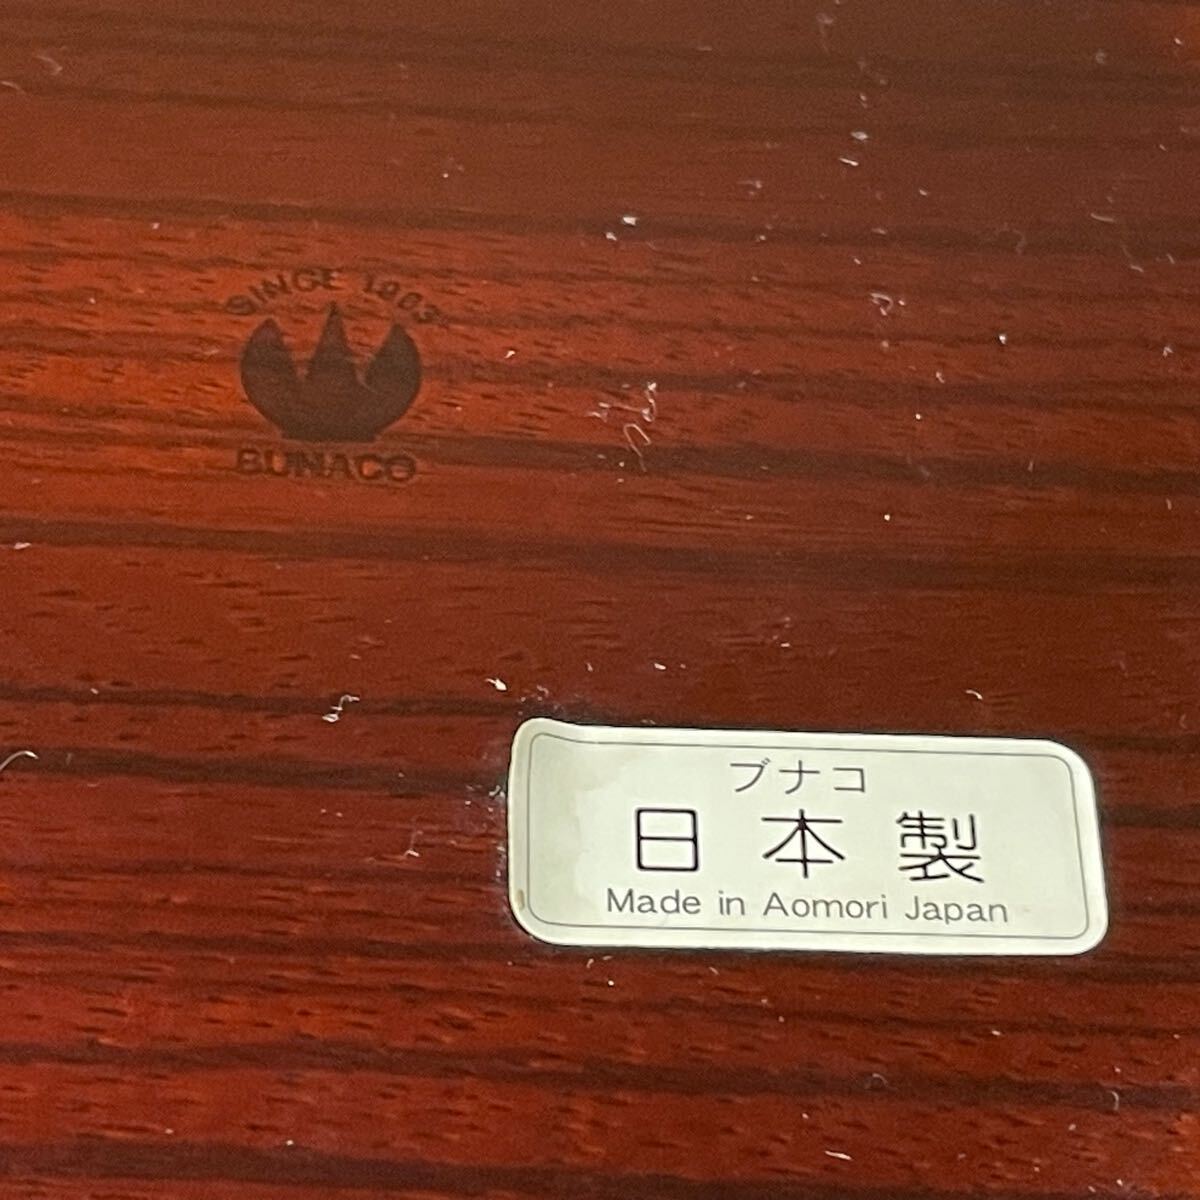 SINCE 1963
BUNACO
ブナコ
日本製
Made in Aomori Japan